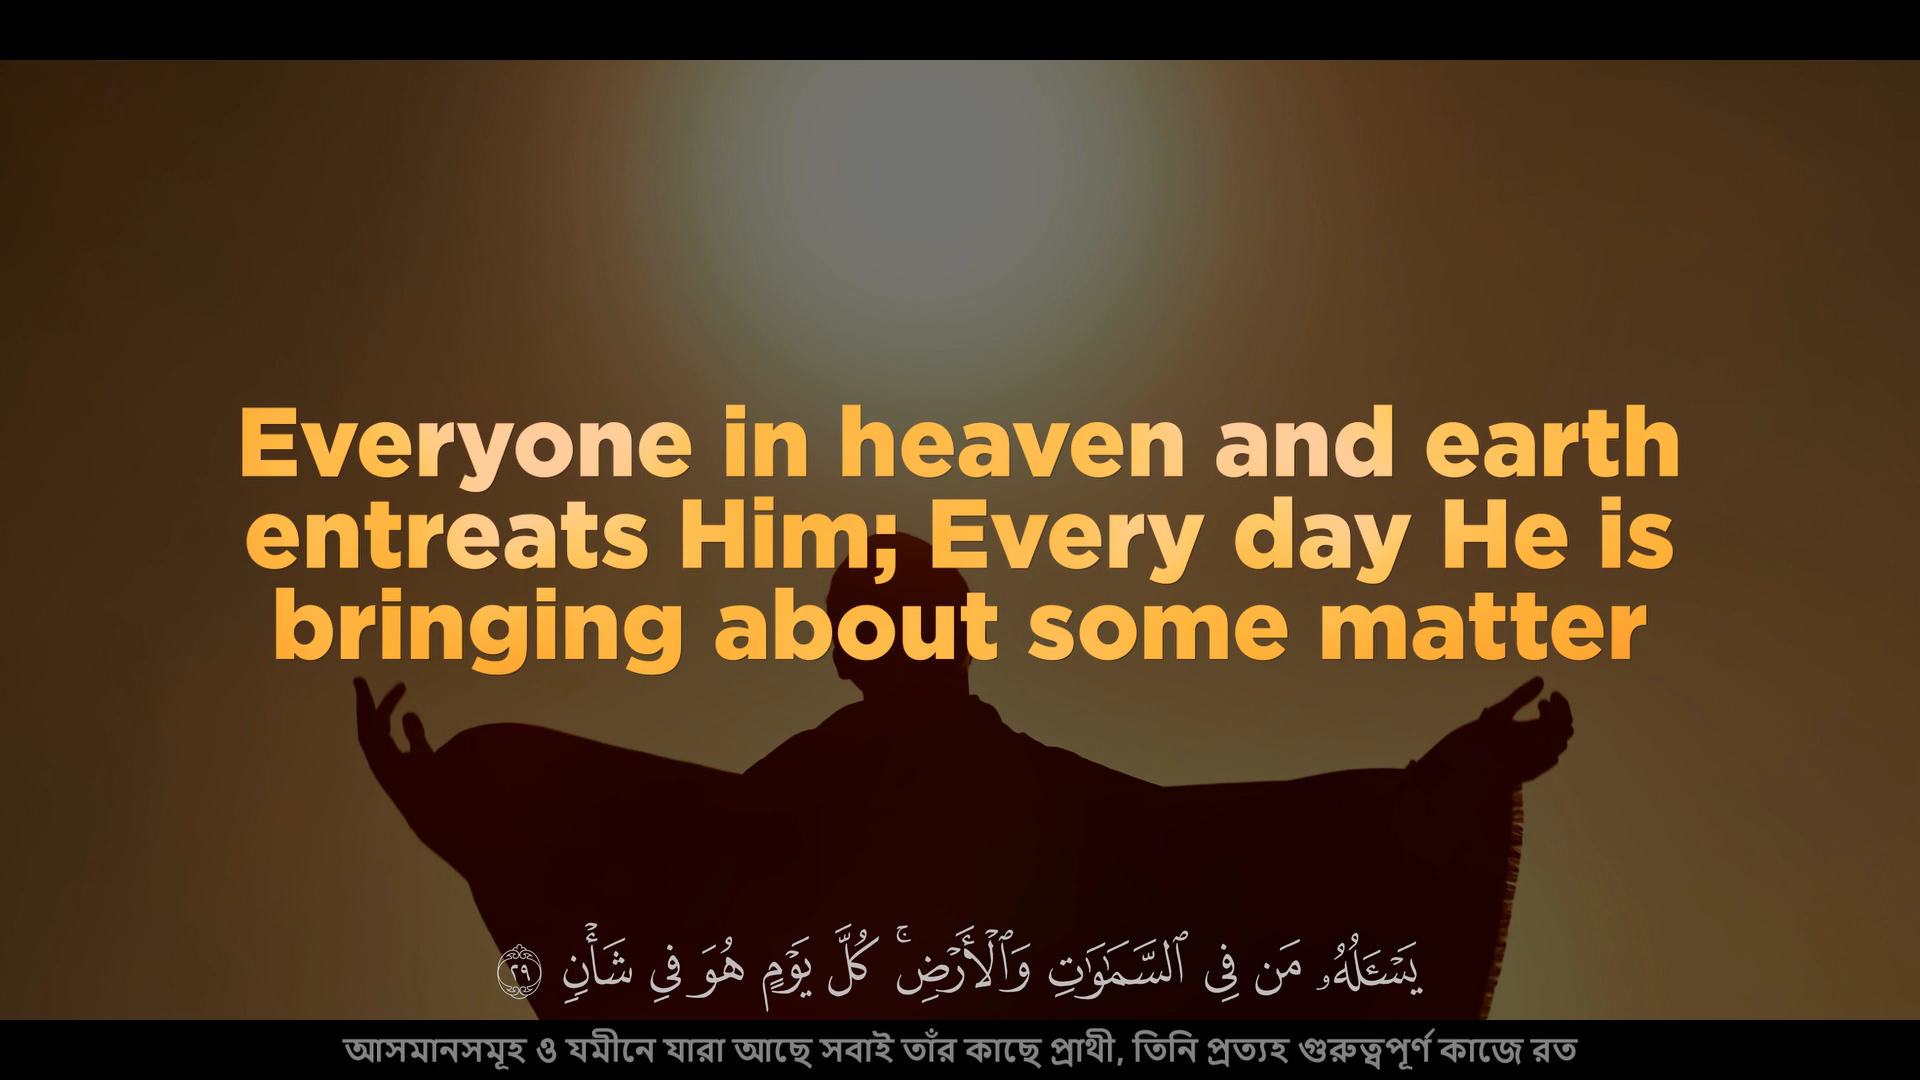 Everyone in heaven and earth
entreats Him; Every day He is
bringing about some matter
يَسْـَٔلُهُۥ مَن فِى ٱلسَّمَـٰوَٰتِ وَٱلْأَرْضِ ۚ كُلَّ يَوْمٍ هُوَ فِى شَأْنٍ ٢٩
আসমানসমূহ ও যমীনে যারা আছে সবাই তাঁর কাছে প্রার্থী, তিনি প্রত্যহ গুরুত্বপূর্ণ কাজে রত